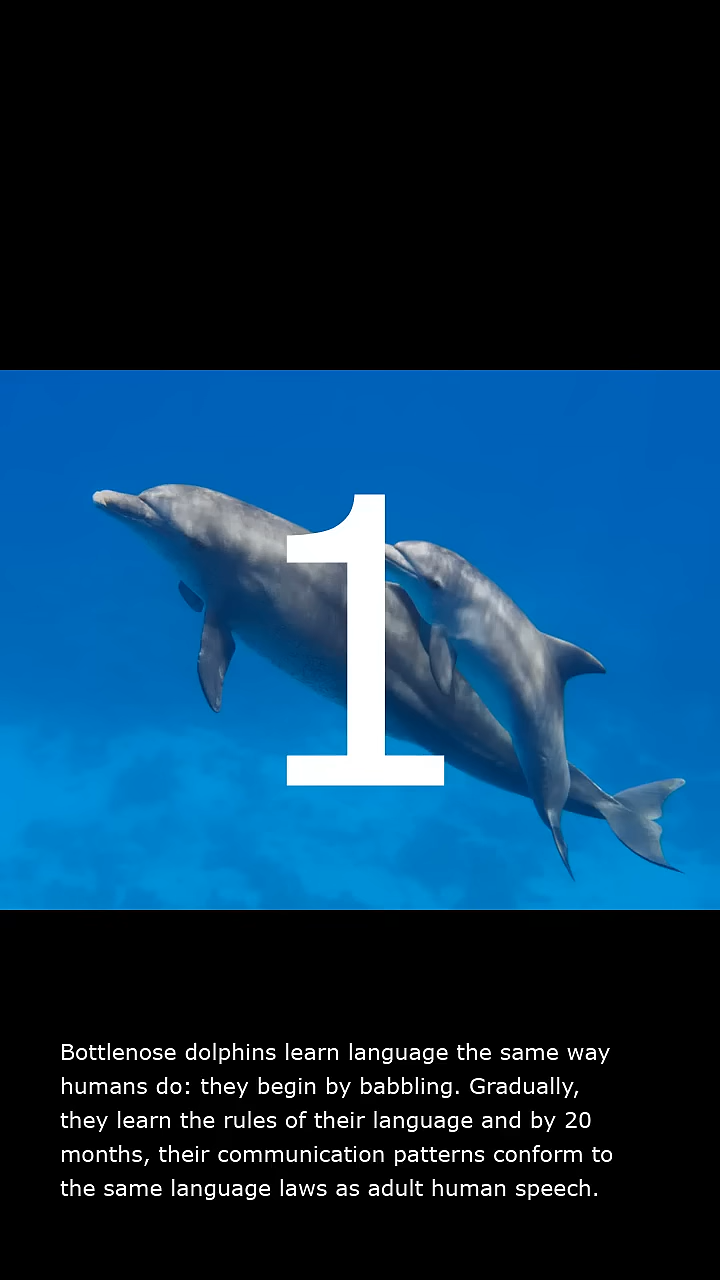 1
Bottlenose dolphins learn language the same way
humans do: they begin by babbling. Gradually,
they learn the rules of their language and by 20
months, their communication patterns conform to
the same language laws as adult human speech.